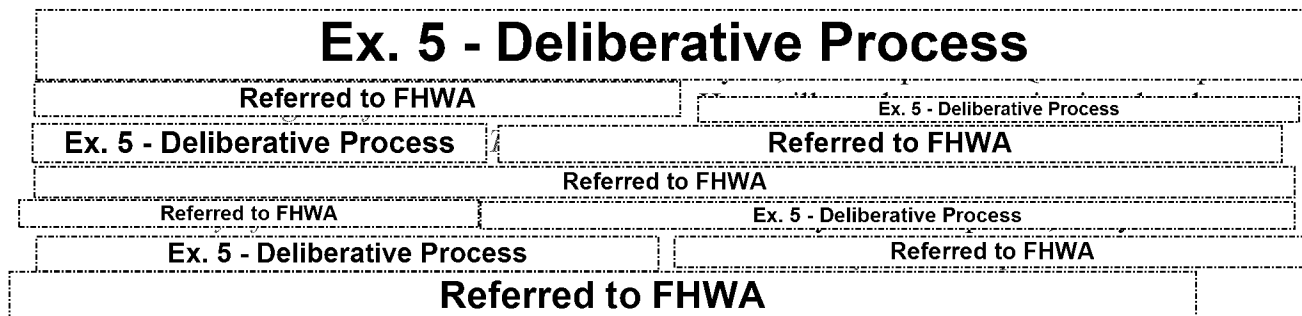 Ex. 5 - Deliberative Process
Referred to FHWA Ex. 5 - Deliberative Process
Ex. 5 - Deliberative Process Referred to FHWA
Referred to FHWA
Referred to FHWA Ex. 5 - Deliberative Process
Ex. 5 - Deliberative Process Referred to FHWA
Referred to FHWA